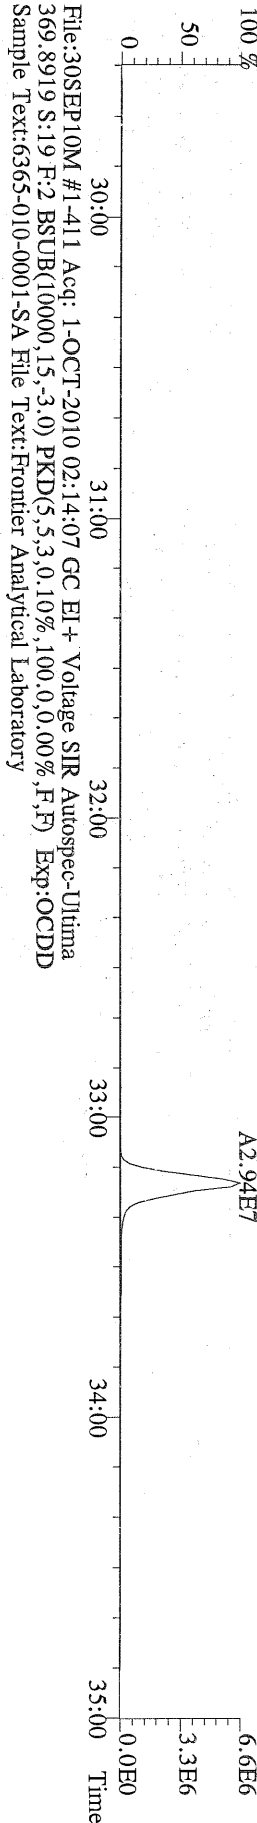 File:30SEP10M #1-411 Acq: 1-OCT-2010 02:14:07 GC EI+ Voltage SIR Autospec-Ultima
369.8919 S:19 F:2 BSUB(10000,15,-3.0) PKD(5,5,3,0.10%,100.0,0.00%,F,F) Exp:OCDD
Sample Text:6365-010-0001-SA File Text:Frontier Analytical Laboratory
100 %
A2.94E7
6.6E6
50
3.3E6
0
0.0E0
30:00
31:00
32:00
33:00
34:00
35:00
Time